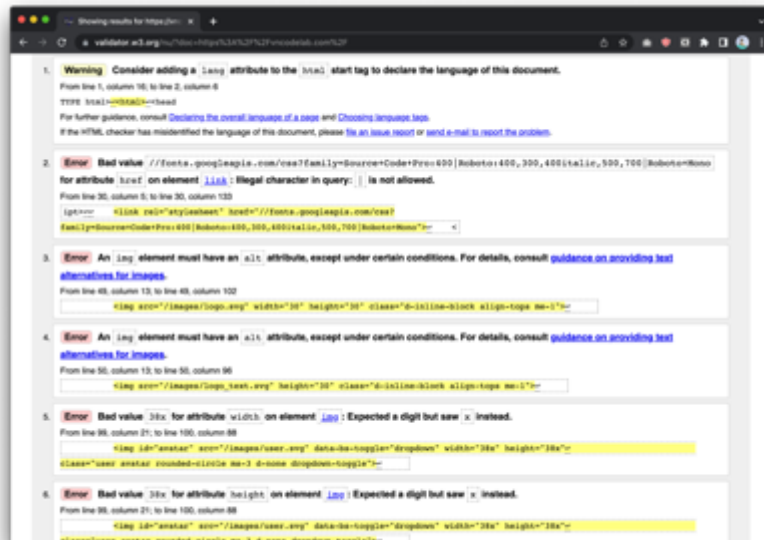 Showing results for https://vn
validator.w3.org/nu/?doc=https%3A%2F%2Fvncodelab.com%2F
1. Warning Consider adding a lang attribute to the html start tag to declare the language of this document.
From line 1, column 16; to line 2, column 6
TYPE html>↩<html>↩<head
For further guidance, consult Declaring the overall language of a page and Choosing language tags.
If the HTML checker has misidentified the language of this document, please file an issue report or send e-mail to report the problem.
2. Error Bad value //fonts.googleapis.com/css?family=Source+Code+Pro:400|Roboto:400,300,400italic,500,700|Roboto+Mono
for attribute href on element link: Illegal character in query: | is not allowed.
From line 30, column 5; to line 30, column 133
ipt>↩↩ <link rel="stylesheet" href="//fonts.googleapis.com/css?
family=Source+Code+Pro:400|Roboto:400,300,400italic,500,700|Roboto+Mono">↩ <
3. Error An img element must have an alt attribute, except under certain conditions. For details, consult guidance on providing text
alternatives for images.
From line 49, column 13; to line 49, column 102
<img src="/images/logo.svg" width="30" height="30" class="d-inline-block align-tops me-1">↩
4. Error An img element must have an alt attribute, except under certain conditions. For details, consult guidance on providing text
alternatives for images.
From line 50, column 13; to line 50, column 96
<img src="/images/logo_text.svg" height="30" class="d-inline-block align-tops me-1">↩
5. Error Bad value 38x for attribute width on element img: Expected a digit but saw x instead.
From line 99, column 21; to line 100, column 88
<img id="avatar" src="/images/user.svg" data-bs-toggle="dropdown" width="38x" height="38x"↩
class="user avatar rounded-circle ms-3 d-none dropdown-toggle">↩
6. Error Bad value 38x for attribute height on element img: Expected a digit but saw x instead.
From line 99, column 21; to line 100, column 88
<img id="avatar" src="/images/user.svg" data-bs-toggle="dropdown" width="38x" height="38x"↩